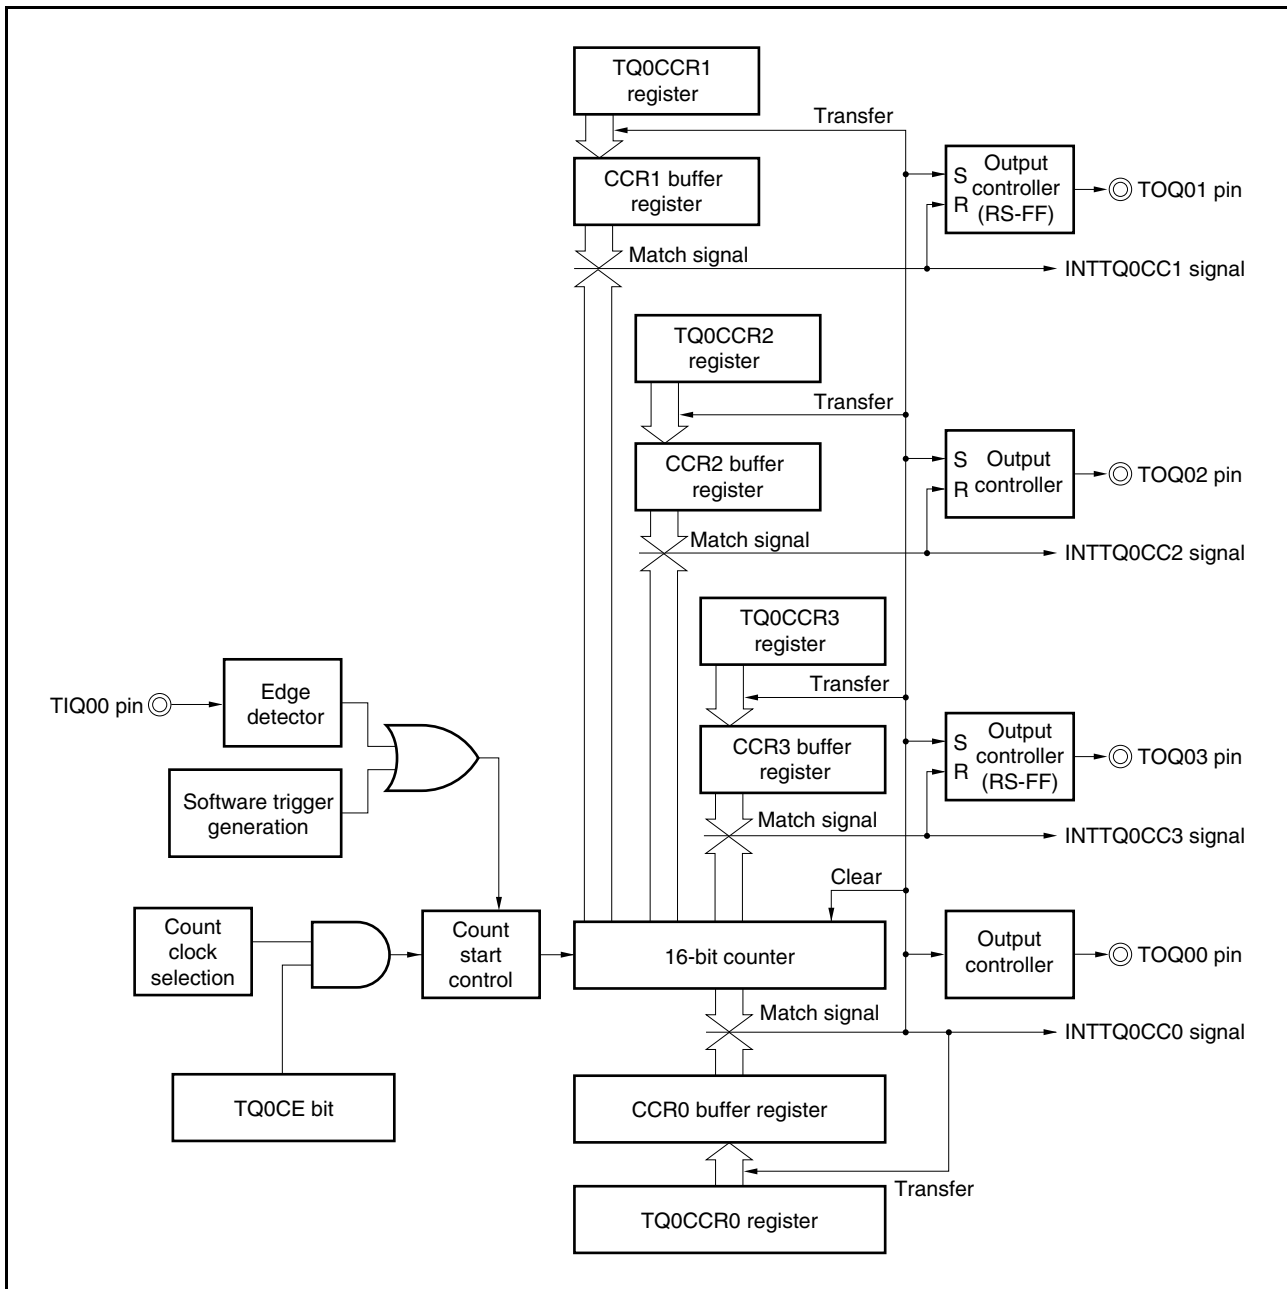 TQ0CCR1
register
Transfer
CCR1 buffer
register
S
R
Output
controller
(RS-FF)
TOQ01 pin
Match signal
INTTQ0CC1 signal
TQ0CCR2
register
Transfer
CCR2 buffer
register
S
R
Output
controller
TOQ02 pin
Match signal
INTTQ0CC2 signal
TQ0CCR3
register
Transfer
CCR3 buffer
register
S
R
Output
controller
(RS-FF)
TOQ03 pin
Match signal
INTTQ0CC3 signal
TIQ00 pin
Edge
detector
Software trigger
generation
Count
clock
selection
Count
start
control
Clear
16-bit counter
Output
controller
TOQ00 pin
Match signal
INTTQ0CC0 signal
TQ0CE bit
CCR0 buffer register
Transfer
TQ0CCR0 register